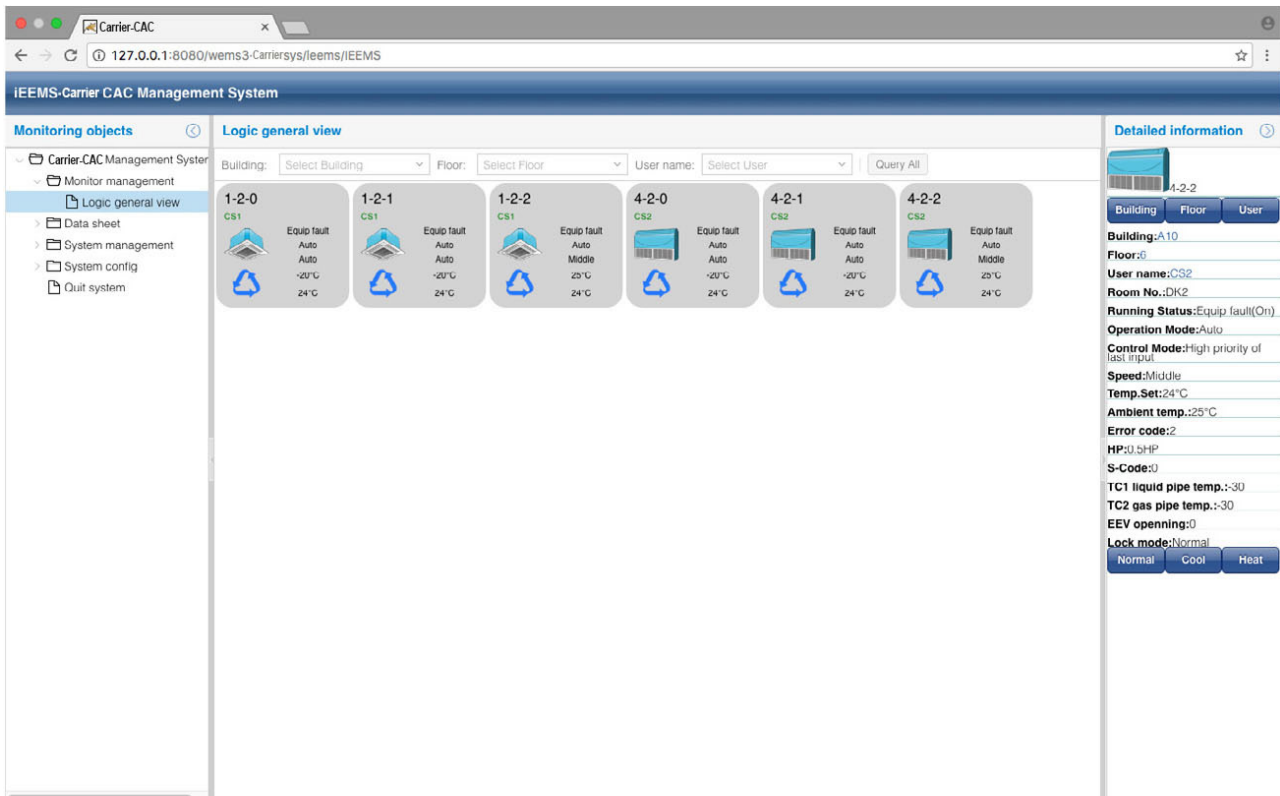 Carrier-CAC ×
127.0.0.1:8080/wems3-Carriersys/ieems/IEEMS
iEEMS-Carrier CAC Management System
Monitoring objects
Carrier-CAC Management System
Monitor management
Logic general view
Data sheet
System management
System config
Quit system
Logic general view
Building: Select Building Floor: Select Floor User name: Select User Query All
1-2-0
CS1
Equip fault
Auto
Auto
-20°C
24°C
1-2-1
CS1
Equip fault
Auto
Auto
-20°C
24°C
1-2-2
CS1
Equip fault
Auto
Middle
25°C
24°C
4-2-0
CS2
Equip fault
Auto
Auto
-20°C
24°C
4-2-1
CS2
Equip fault
Auto
Auto
-20°C
24°C
4-2-2
CS2
Equip fault
Auto
Middle
25°C
24°C
Detailed information
4-2-2
Building Floor User
Building:A10
Floor:6
User name:CS2
Room No.:DK2
Running Status:Equip fault(On)
Operation Mode:Auto
Control Mode:High priority of
last input
Speed:Middle
Temp.Set:24°C
Ambient temp.:25°C
Error code:2
HP:0.5HP
S-Code:0
TC1 liquid pipe temp.:-30
TC2 gas pipe temp.:-30
EEV openning:0
Lock mode:Normal
Normal Cool Heat